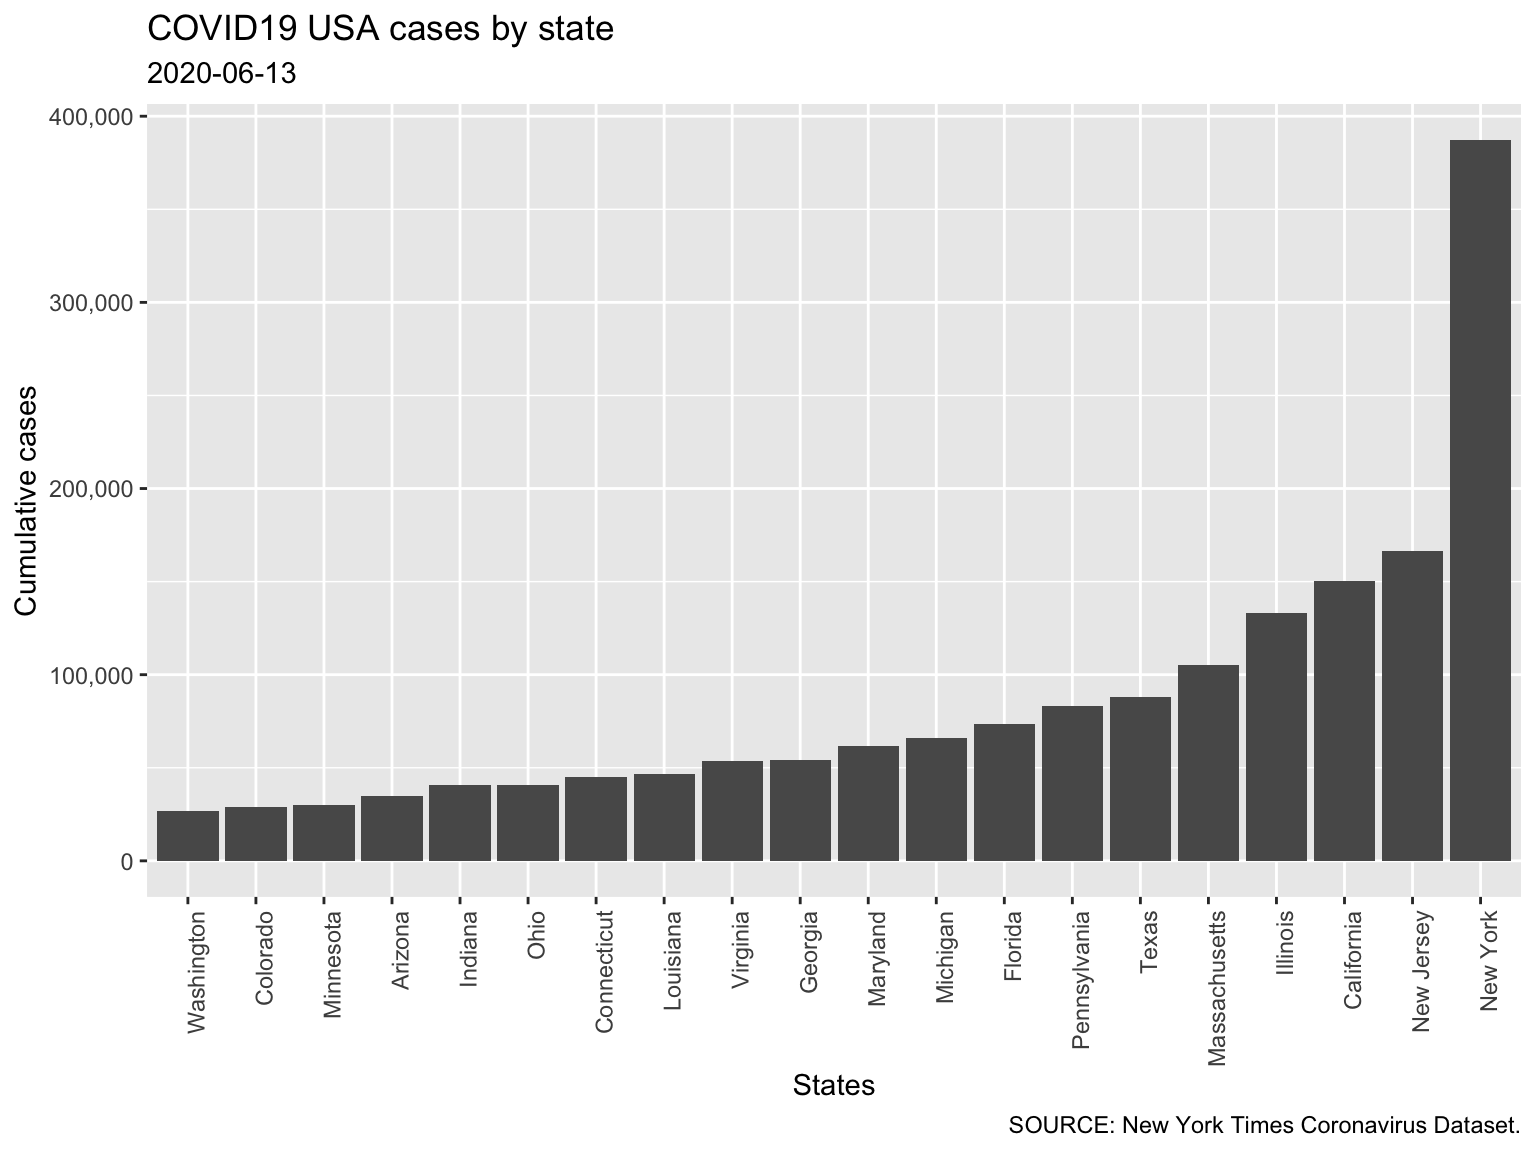 COVID19 USA cases by state
2020-06-13
400,000
300,000
200,000
100,000
0
Cumulative cases
Washington
Colorado
Minnesota
Arizona
Indiana
Ohio
Connecticut
Louisiana
Virginia
Georgia
Maryland
Michigan
Florida
Pennsylvania
Texas
Massachusetts
Illinois
California
New Jersey
New York
States
SOURCE: New York Times Coronavirus Dataset.